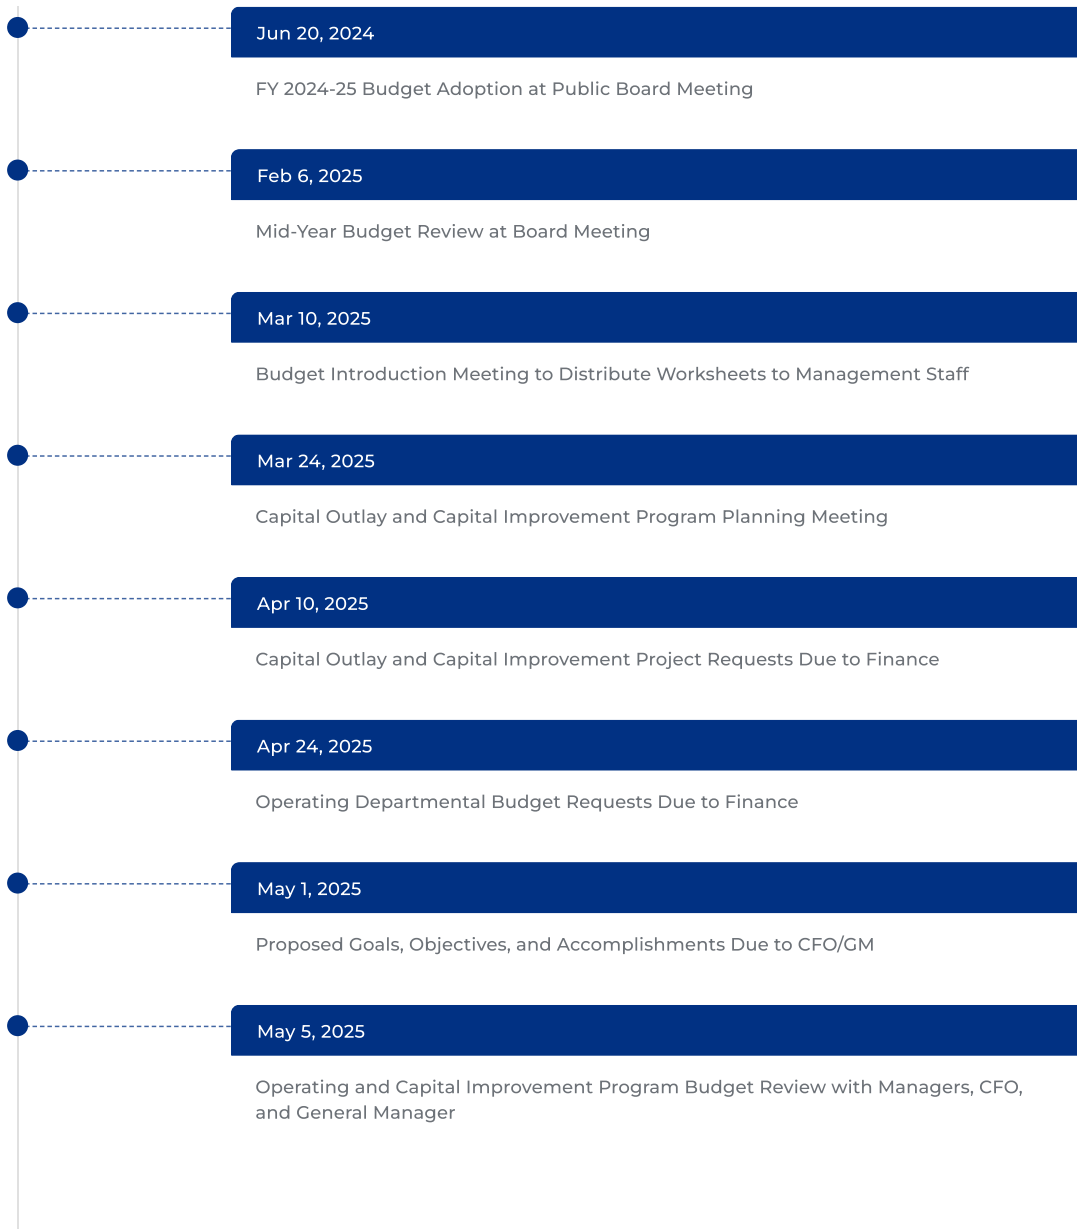 Jun 20, 2024
FY 2024-25 Budget Adoption at Public Board Meeting
Feb 6, 2025
Mid-Year Budget Review at Board Meeting
Mar 10, 2025
Budget Introduction Meeting to Distribute Worksheets to Management Staff
Mar 24, 2025
Capital Outlay and Capital Improvement Program Planning Meeting
Apr 10, 2025
Capital Outlay and Capital Improvement Project Requests Due to Finance
Apr 24, 2025
Operating Departmental Budget Requests Due to Finance
May 1, 2025
Proposed Goals, Objectives, and Accomplishments Due to CFO/GM
May 5, 2025
Operating and Capital Improvement Program Budget Review with Managers, CFO,
and General Manager